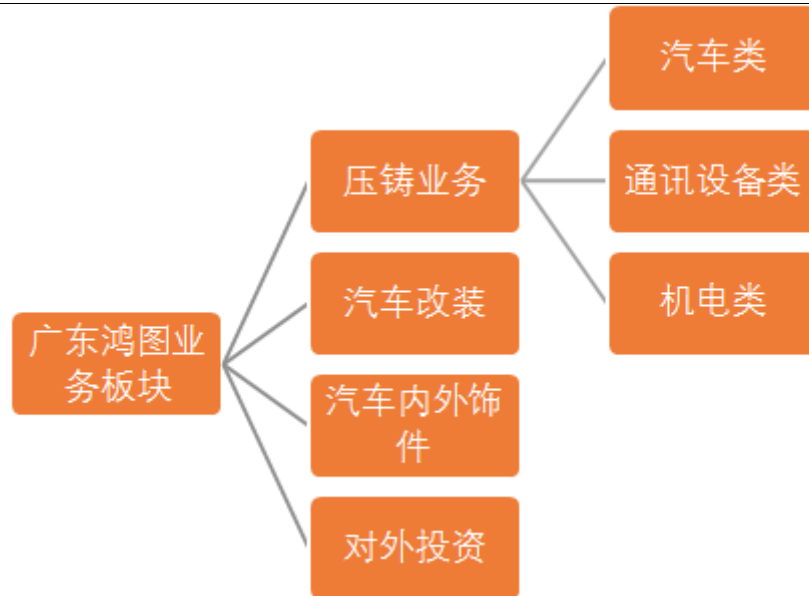 广东鸿图业
务板块
压铸业务
汽车改装
汽车内外饰
件
对外投资
汽车类
通讯设备类
机电类